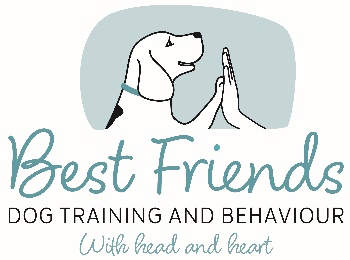 Best Friends
DOG TRAINING AND BEHAVIOUR
With head and heart